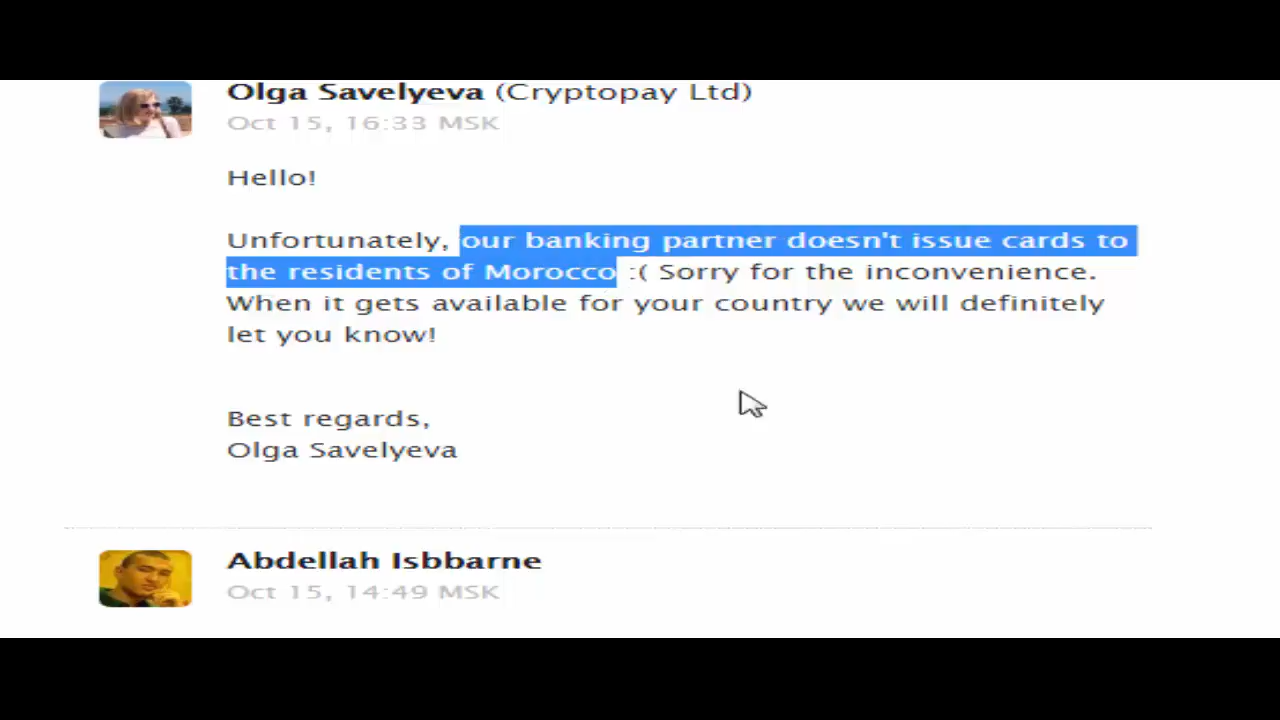 Olga Savelyeva (Cryptopay Ltd)
Oct 15, 16:33 MSK
Hello!
Unfortunately, our banking partner doesn't issue cards to
the residents of Morocco :( Sorry for the inconvenience.
When it gets available for your country we will definitely
let you know!
Best regards,
Olga Savelyeva
Abdellah Isbbarne
Oct 15, 14:49 MSK